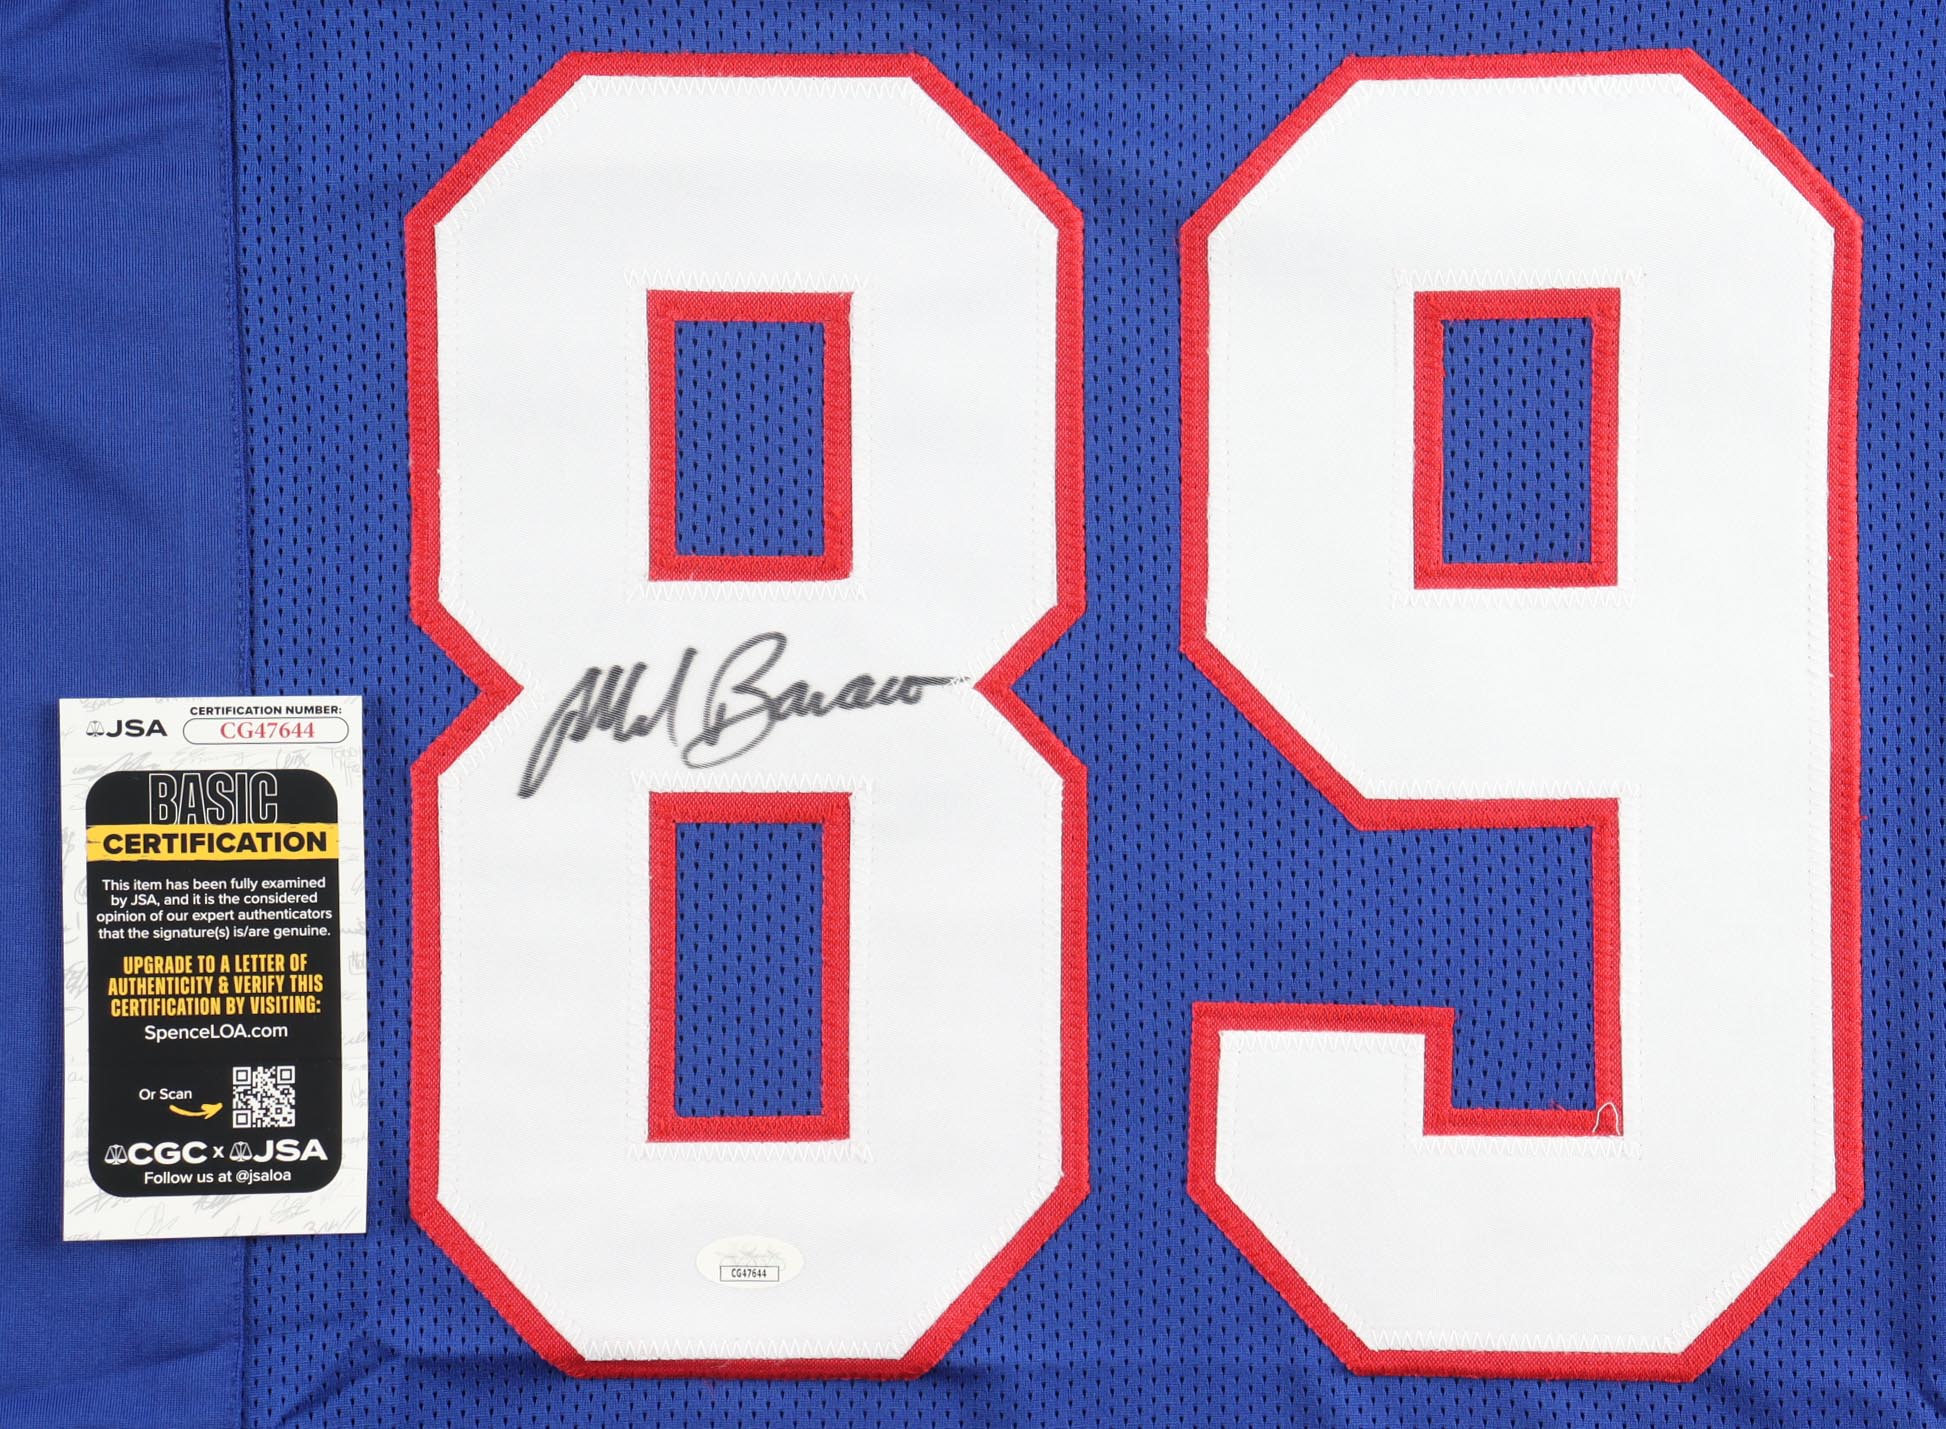 89
Mark Bavaro
JSA
CERTIFICATION NUMBER:
CG47644
BASIC
CERTIFICATION
This item has been fully examined
by JSA, and it is the considered
opinion of our expert authenticators
that the signature(s) is/are genuine.
UPGRADE TO A LETTER OF
AUTHENTICITY & VERIFY THIS
CERTIFICATION BY VISITING:
SpenceLOA.com
Or Scan
CGC x JSA
Follow us at @jsaloa
CG47644